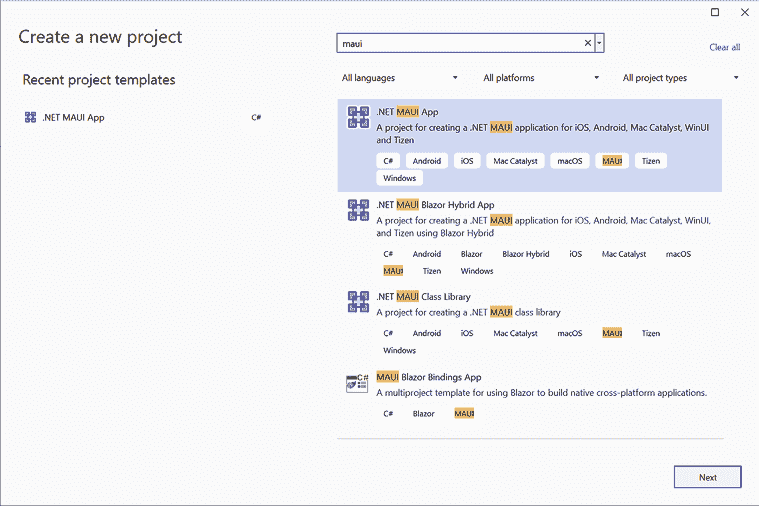 Create a new project
maui
Clear all
Recent project templates
All languages
All platforms
All project types
.NET MAUI App
C#
.NET MAUI App
A project for creating a .NET MAUI application for iOS, Android, Mac Catalyst, WinUI
and Tizen
C# Android iOS Mac Catalyst macOS MAUI Tizen
Windows
.NET MAUI Blazor Hybrid App
A project for creating a .NET MAUI application for iOS, Android, Mac Catalyst, WinUI,
and Tizen using Blazor Hybrid
C# Android Blazor Blazor Hybrid iOS Mac Catalyst macOS
MAUI Tizen Windows
.NET MAUI Class Library
A project for creating a .NET MAUI class library
C# Android iOS Mac Catalyst macOS MAUI Tizen
Windows
MAUI Blazor Bindings App
A multiproject template for using Blazor to build native cross-platform applications.
C# Blazor MAUI
Next